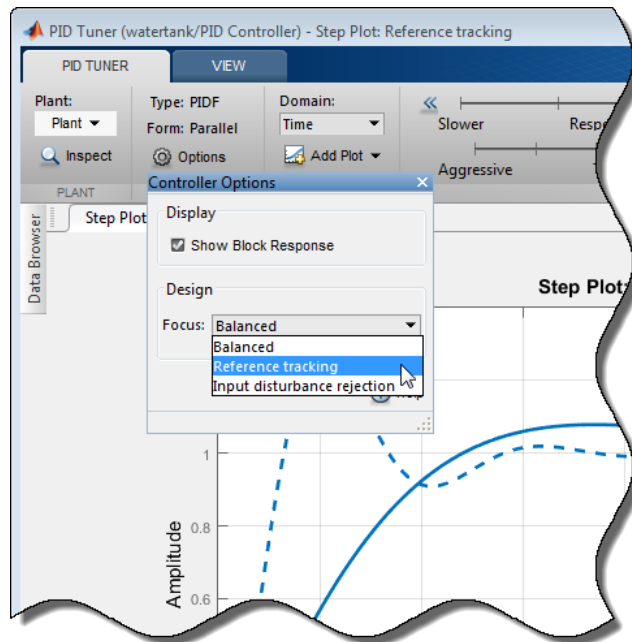 PID Tuner (watertank/PID Controller) - Step Plot: Reference tracking
PID TUNER
VIEW
Plant:
Plant
Inspect
PLANT
Type: PIDF
Form: Parallel
Options
Domain:
Time
Add Plot
Slower
Resp
Aggressive
Data Browser
Step Plot
Controller Options
Display
Show Block Response
Design
Focus: Balanced
Balanced
Reference tracking
Input disturbance rejection
Step Plot:
1
0.8
0.6
Amplitude